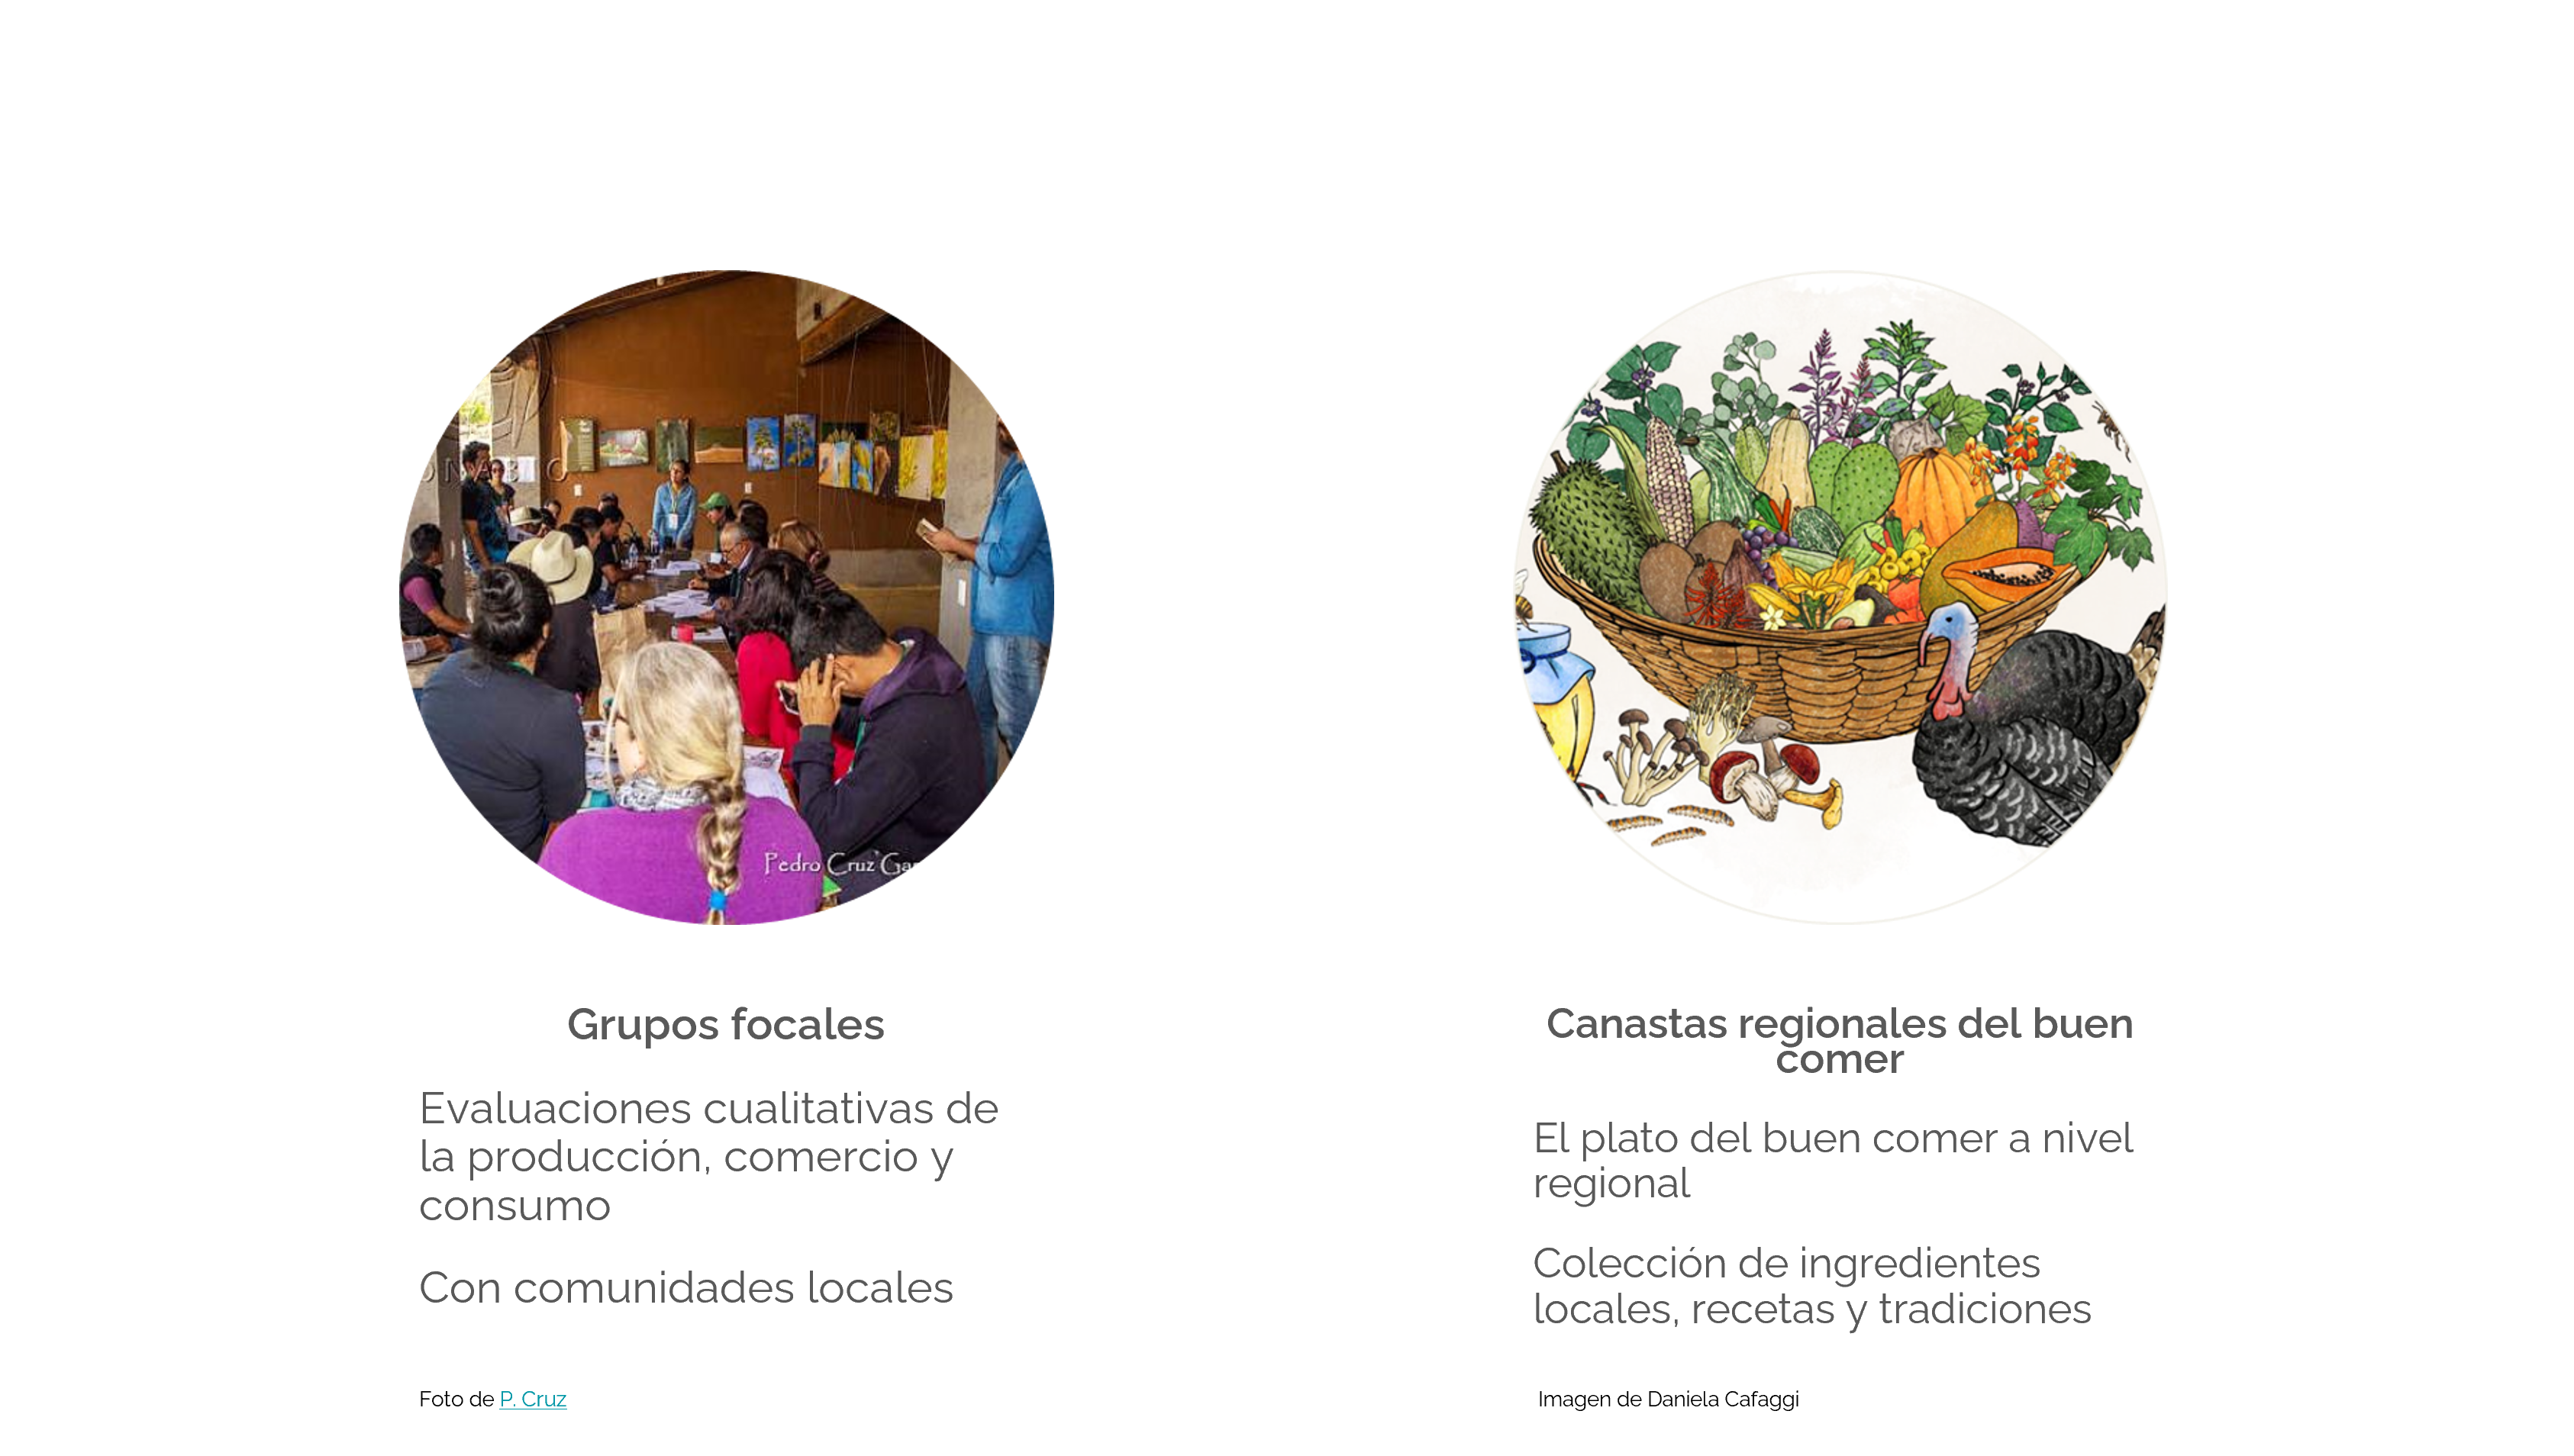 ONABIO
Pedro Cruz Ga
Grupos focales
Evaluaciones cualitativas de
la producción, comercio y
consumo
Con comunidades locales
Foto de P. Cruz
Canastas regionales del buen
comer
El plato del buen comer a nivel
regional
Colección de ingredientes
locales, recetas y tradiciones
Imagen de Daniela Cafaggi